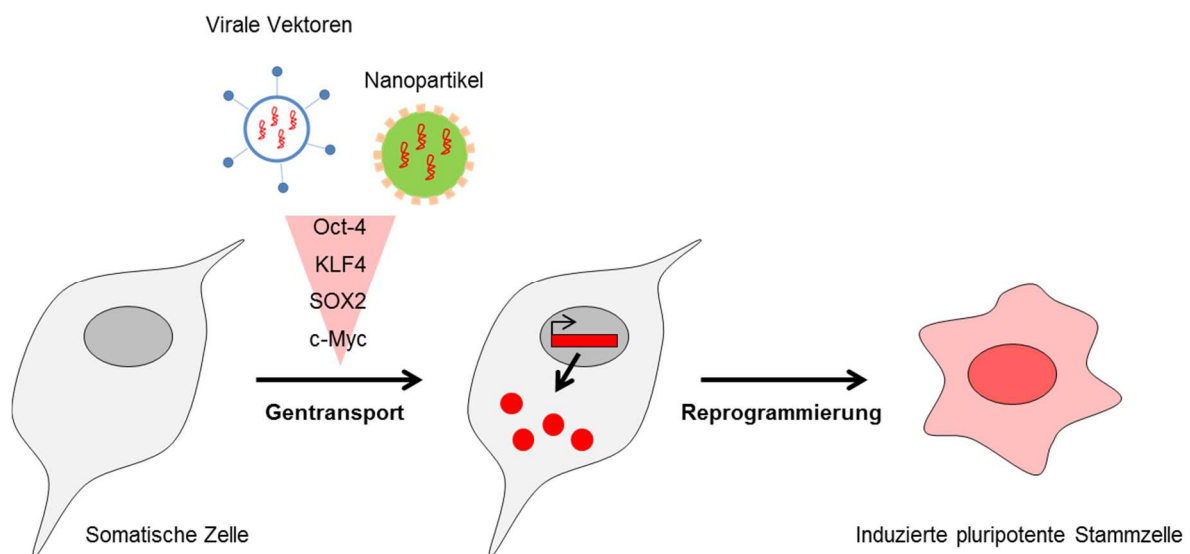 Virale Vektoren
Nanopartikel
Oct-4
KLF4
SOX2
c-Myc
Gentransport
Reprogrammierung
Somatische Zelle
Induzierte pluripotente Stammzelle